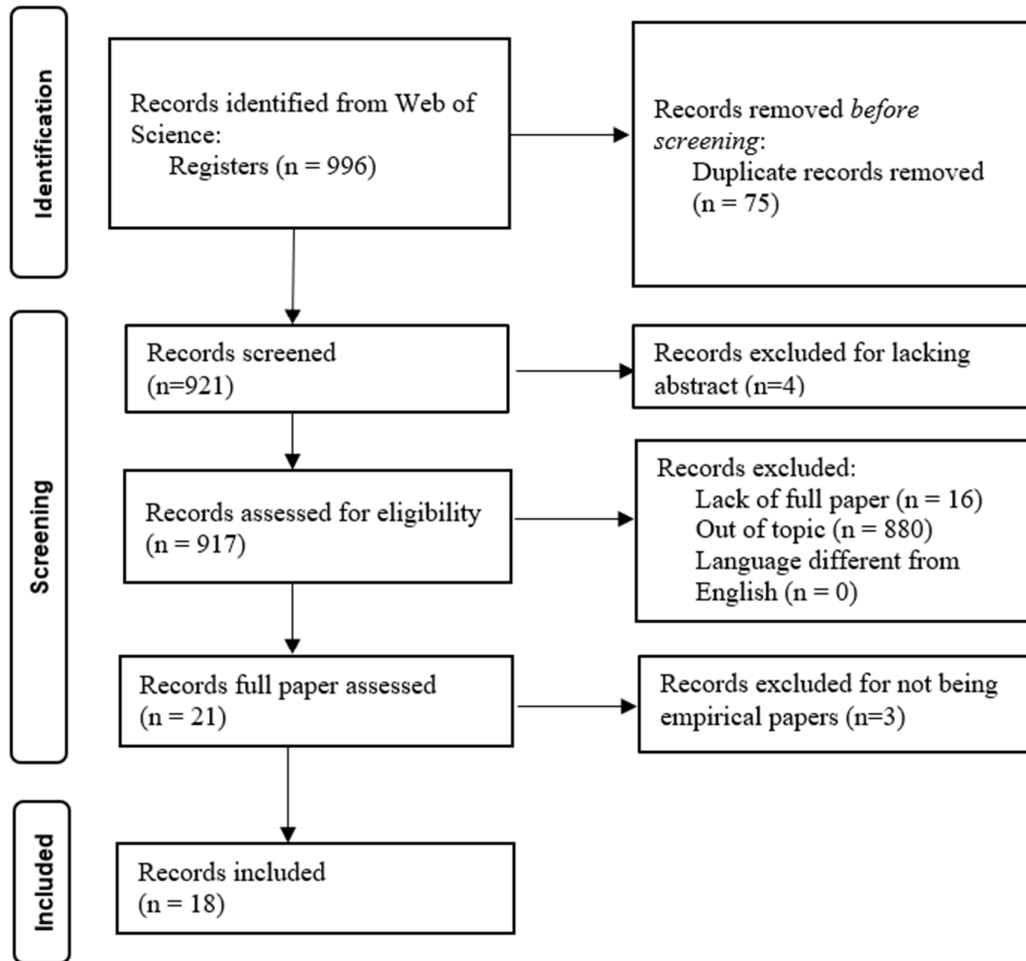 Identification
Records identified from Web of
Science:
Registers (n = 996)
Records removed before
screening:
Duplicate records removed
(n = 75)
Screening
Records screened
(n=921)
Records excluded for lacking
abstract (n=4)
Records assessed for eligibility
(n = 917)
Records excluded:
Lack of full paper (n = 16)
Out of topic (n = 880)
Language different from
English (n = 0)
Records full paper assessed
(n = 21)
Records excluded for not being
empirical papers (n=3)
Included
Records included
(n = 18)